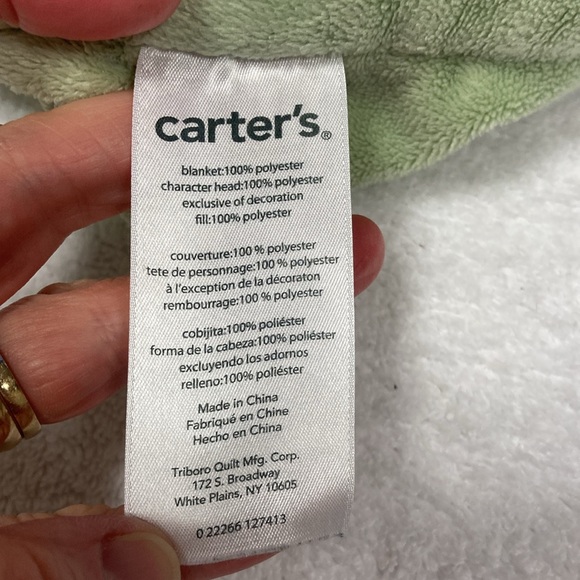 carter's®
blanket:100% polyester
character head:100% polyester
exclusive of decoration
fill:100% polyester
couverture:100 % polyester
tete de personnage:100 % polyester
à l'exception de la décoraton
rembourrage:100 % polyester
cobijita:100% poliéster
forma de la cabeza:100% poliéster
excluyendo los adornos
relleno:100% poliéster
Made in China
Fabriqué en Chine
Hecho en China
Triboro Quilt Mfg. Corp.
172 S. Broadway
White Plains, NY 10605
0 22266 127413